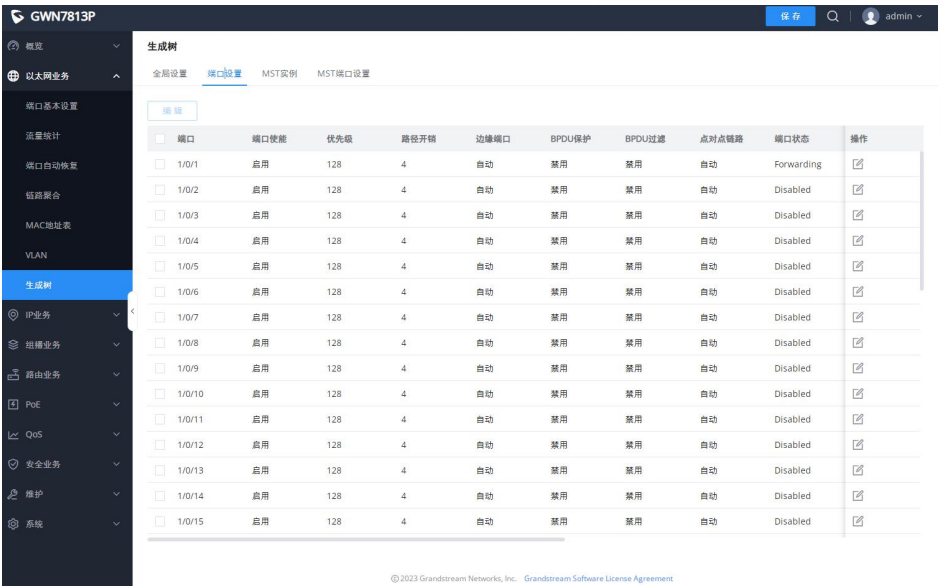 GWN7813P
保存
admin
概览
以太网业务
端口基本设置
流量统计
端口自动恢复
链路聚合
MAC地址表
VLAN
生成树
IP业务
组播业务
路由业务
PoE
QoS
安全业务
维护
系统
生成树
全局设置 端口设置 MST实例 MST端口设置
编辑
端口 端口使能 优先级 路径开销 边缘端口 BPDU保护 BPDU过滤 点对点链路 端口状态 操作
1/0/1 启用 128 4 自动 禁用 禁用 自动 Forwarding
1/0/2 启用 128 4 自动 禁用 禁用 自动 Disabled
1/0/3 启用 128 4 自动 禁用 禁用 自动 Disabled
1/0/4 启用 128 4 自动 禁用 禁用 自动 Disabled
1/0/5 启用 128 4 自动 禁用 禁用 自动 Disabled
1/0/6 启用 128 4 自动 禁用 禁用 自动 Disabled
1/0/7 启用 128 4 自动 禁用 禁用 自动 Disabled
1/0/8 启用 128 4 自动 禁用 禁用 自动 Disabled
1/0/9 启用 128 4 自动 禁用 禁用 自动 Disabled
1/0/10 启用 128 4 自动 禁用 禁用 自动 Disabled
1/0/11 启用 128 4 自动 禁用 禁用 自动 Disabled
1/0/12 启用 128 4 自动 禁用 禁用 自动 Disabled
1/0/13 启用 128 4 自动 禁用 禁用 自动 Disabled
1/0/14 启用 128 4 自动 禁用 禁用 自动 Disabled
1/0/15 启用 128 4 自动 禁用 禁用 自动 Disabled
©2023 Grandstream Networks, Inc. Grandstream Software License Agreement